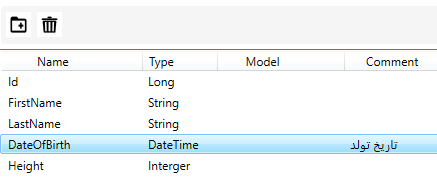 Name Type Model Comment
Id Long
FirstName String
LastName String
DateOfBirth DateTime تاریخ تولد
Height Interger